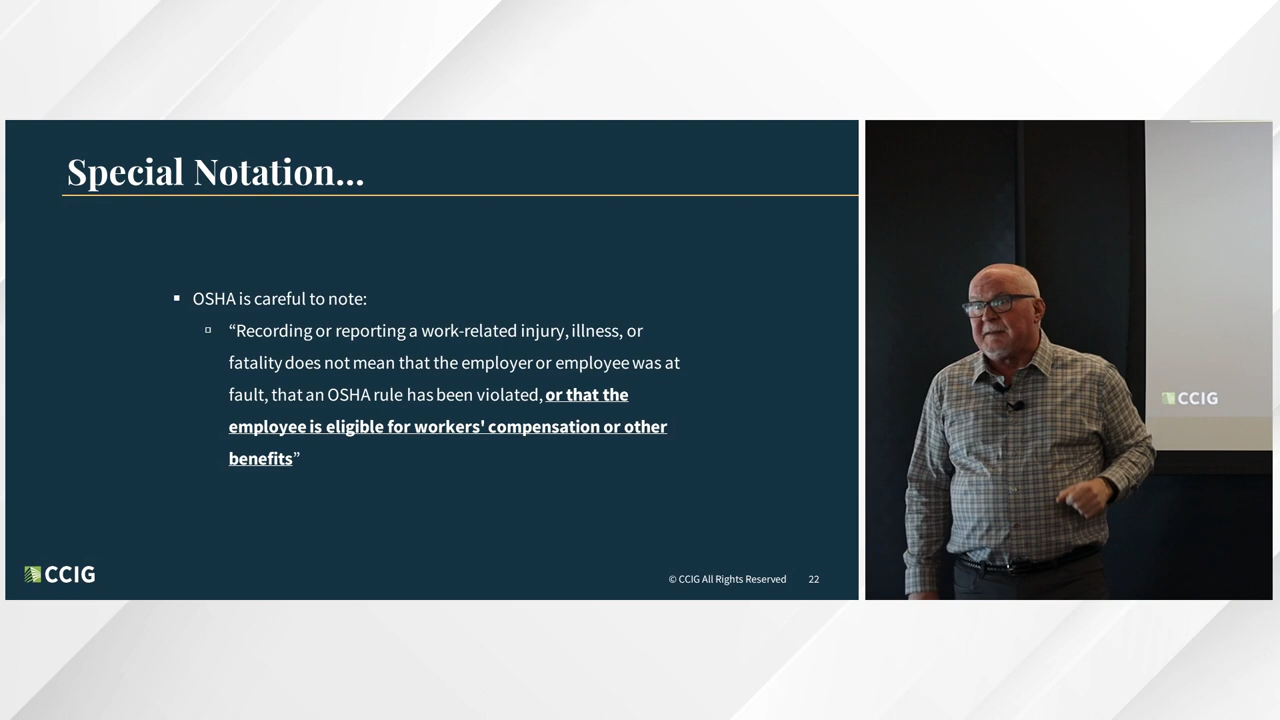 Special Notation...
OSHA is careful to note:
“Recording or reporting a work-related injury, illness, or
fatality does not mean that the employer or employee was at
fault, that an OSHA rule has been violated, or that the
employee is eligible for workers' compensation or other
benefits”
CCIG
© CCIG All Rights Reserved 22
CCIG